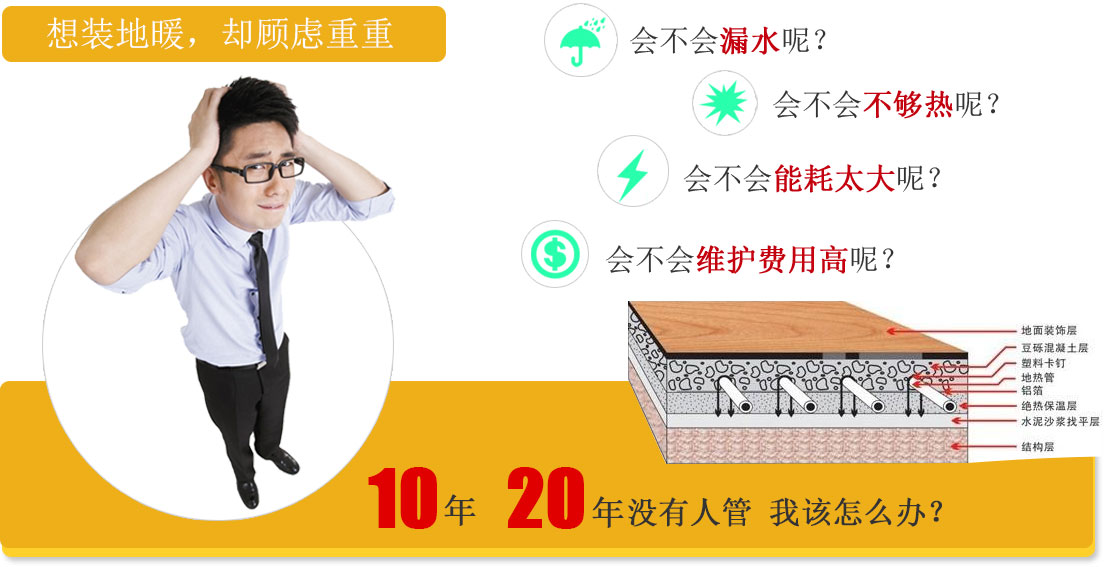 想装地暖，却顾虑重重
会不会漏水呢？
会不会不够热呢？
会不会能耗太大呢？
会不会维护费用高呢？
地面装饰层
豆砾混凝土层
塑料卡钉
地热管
铝箔
绝热保温层
水泥沙浆找平层
结构层
10年 20年没有人管 我该怎么办？